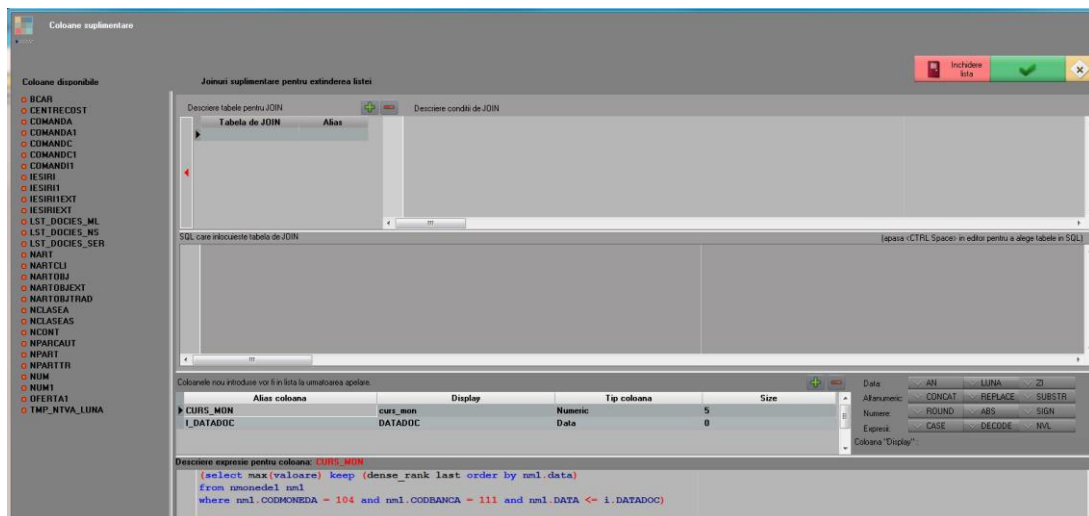 Coloane suplimentare
Inchidere lista
Coloane disponibile
Joinuri suplimentare pentru extinderea listei
BCAR
CENTRECOST
COMANDA
COMANDA1
COMANDC
COMANDC1
COMANDI1
IESIRI
IESIRI1
IESIRI1EXT
IESIRIEXT
LST_DOCIES_ML
LST_DOCIES_NS
LST_DOCIES_SER
NART
NARTCLI
NARTOBJ
NARTOBJEXT
NARTOBJTRAD
NCLASEA
NCLASEAS
NCONT
NPARCAUT
NPART
NPARTTR
NUM
NUM1
OFERTA1
TMP_NTVA_LUNA
Descriere tabele pentru JOIN
Descriere conditii de JOIN
Tabela de JOIN Alias
SQL care inlocuieste tabela de JOIN
(apasa <CTRL Space> in editor pentru a alege tabele in SQL)
Coloanele nou introduse vor fi in lista la urmatoarea apelare.
Alias coloana Display Tip coloana Size
CURS_MON curs_mon Numeric 5
I_DATADOC DATADOC Data 0
Data: AN LUNA ZI
Alfanumeric: CONCAT REPLACE SUBSTR
Numere: ROUND ABS SIGN
Expresii: CASE DECODE NVL
Coloana "Display" :
Descriere expresie pentru coloana: CURS_MON
(select max(valoare) keep (dense_rank last order by nm1.data)
from nmonede1 nm1
where nm1.CODMONEDA = 104 and nm1.CODBANCA = 111 and nm1.DATA <= i.DATADOC)